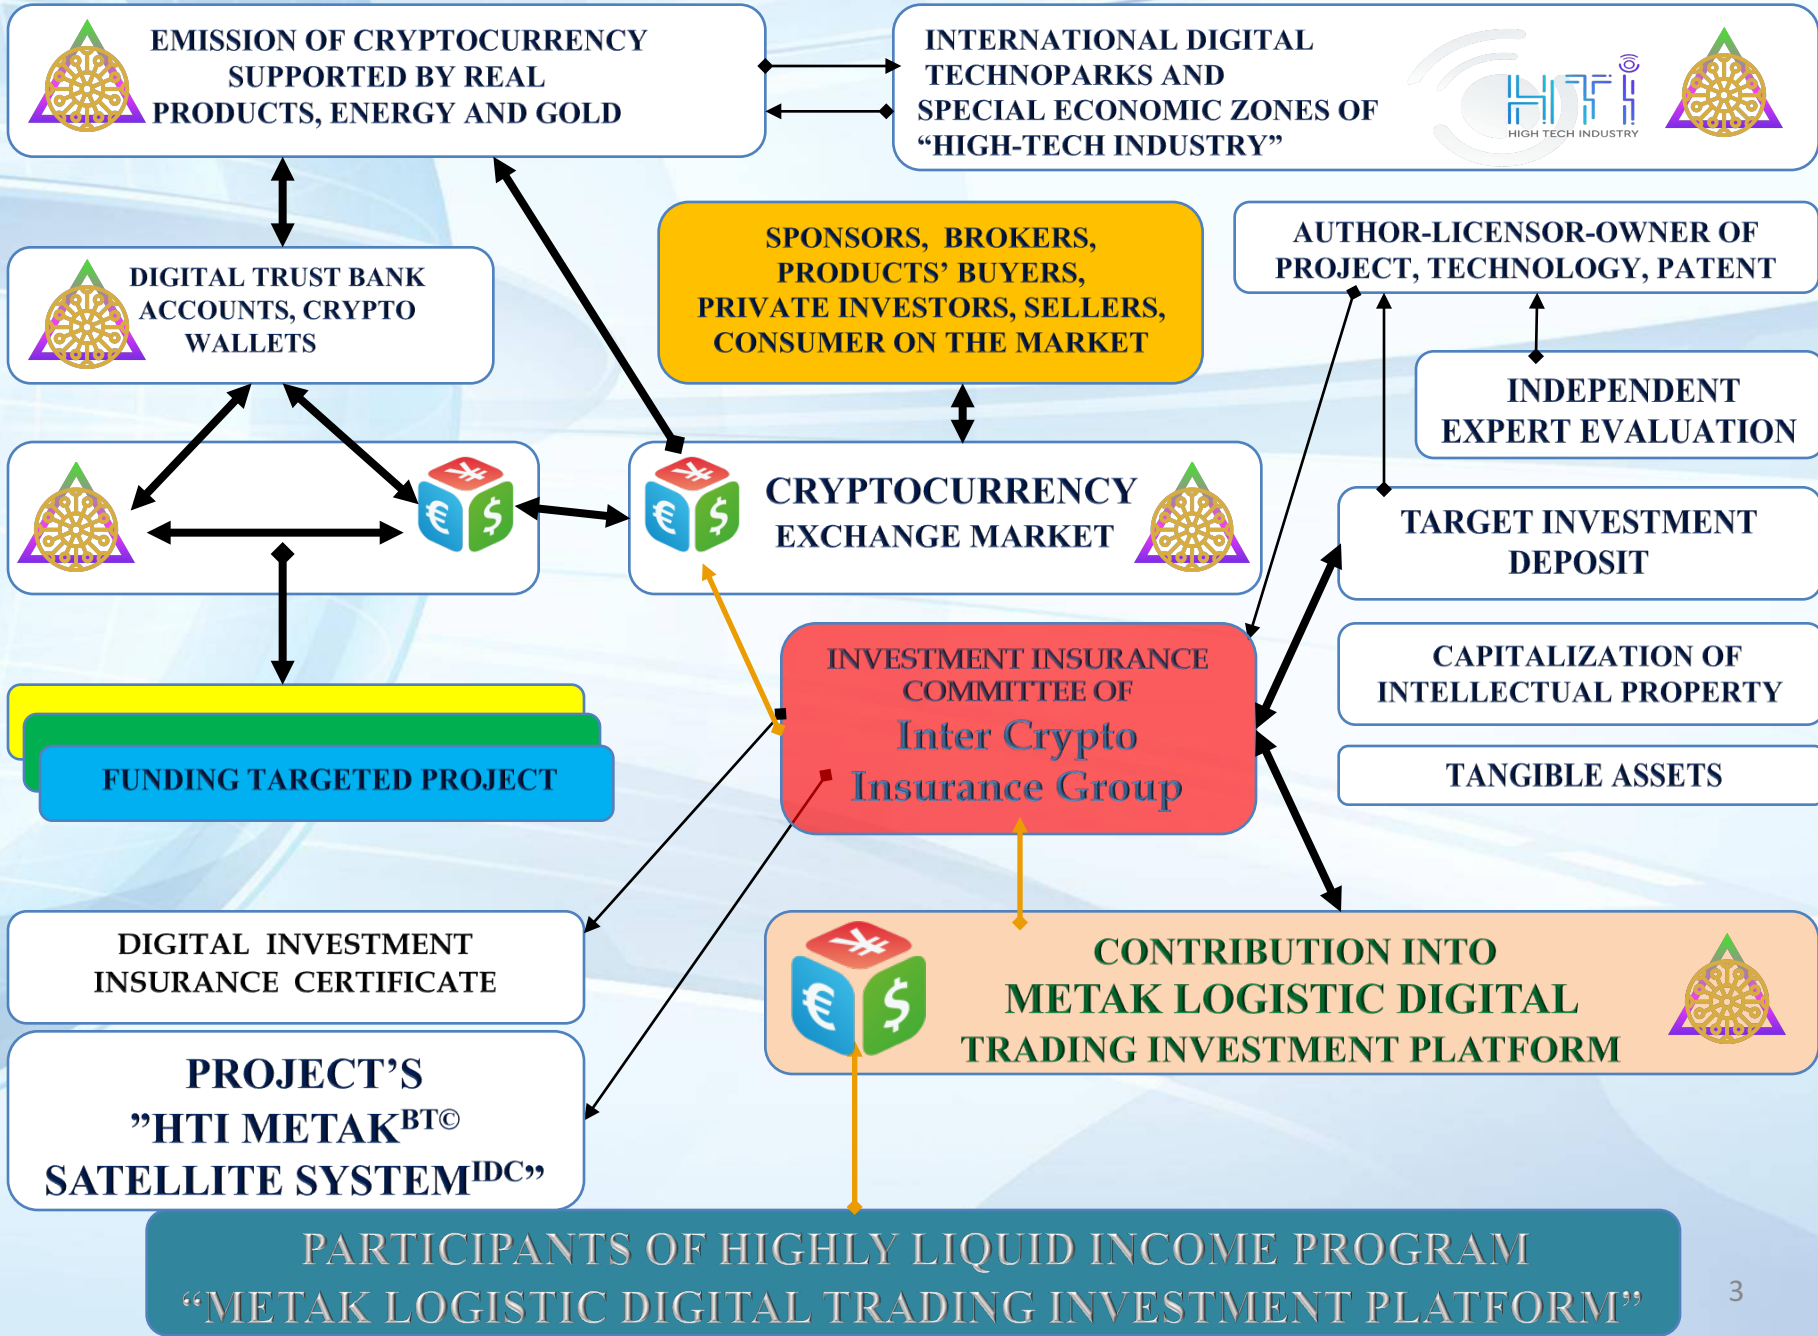 EMISSION OF CRYPTOCURRENCY
SUPPORTED BY REAL
PRODUCTS, ENERGY AND GOLD
INTERNATIONAL DIGITAL
TECHNOPARKS AND
SPECIAL ECONOMIC ZONES OF
“HIGH-TECH INDUSTRY”
HTi
HIGH TECH INDUSTRY
DIGITAL TRUST BANK
ACCOUNTS, CRYPTO
WALLETS
SPONSORS, BROKERS,
PRODUCTS’ BUYERS,
PRIVATE INVESTORS, SELLERS,
CONSUMER ON THE MARKET
AUTHOR-LICENSOR-OWNER OF
PROJECT, TECHNOLOGY, PATENT
INDEPENDENT
EXPERT EVALUATION
¥
€ $
¥
€ $
CRYPTOCURRENCY
EXCHANGE MARKET
TARGET INVESTMENT
DEPOSIT
CAPITALIZATION OF
INTELLECTUAL PROPERTY
TANGIBLE ASSETS
INVESTMENT INSURANCE
COMMITTEE OF
Inter Crypto
Insurance Group
FUNDING TARGETED PROJECT
DIGITAL INVESTMENT
INSURANCE CERTIFICATE
¥
€ $
CONTRIBUTION INTO
METAK LOGISTIC DIGITAL
TRADING INVESTMENT PLATFORM
PROJECT’S
”HTI METAKᴮᵀ©
SATELLITE SYSTEMᴵᴰᶜ”
PARTICIPANTS OF HIGHLY LIQUID INCOME PROGRAM
“METAK LOGISTIC DIGITAL TRADING INVESTMENT PLATFORM”
3